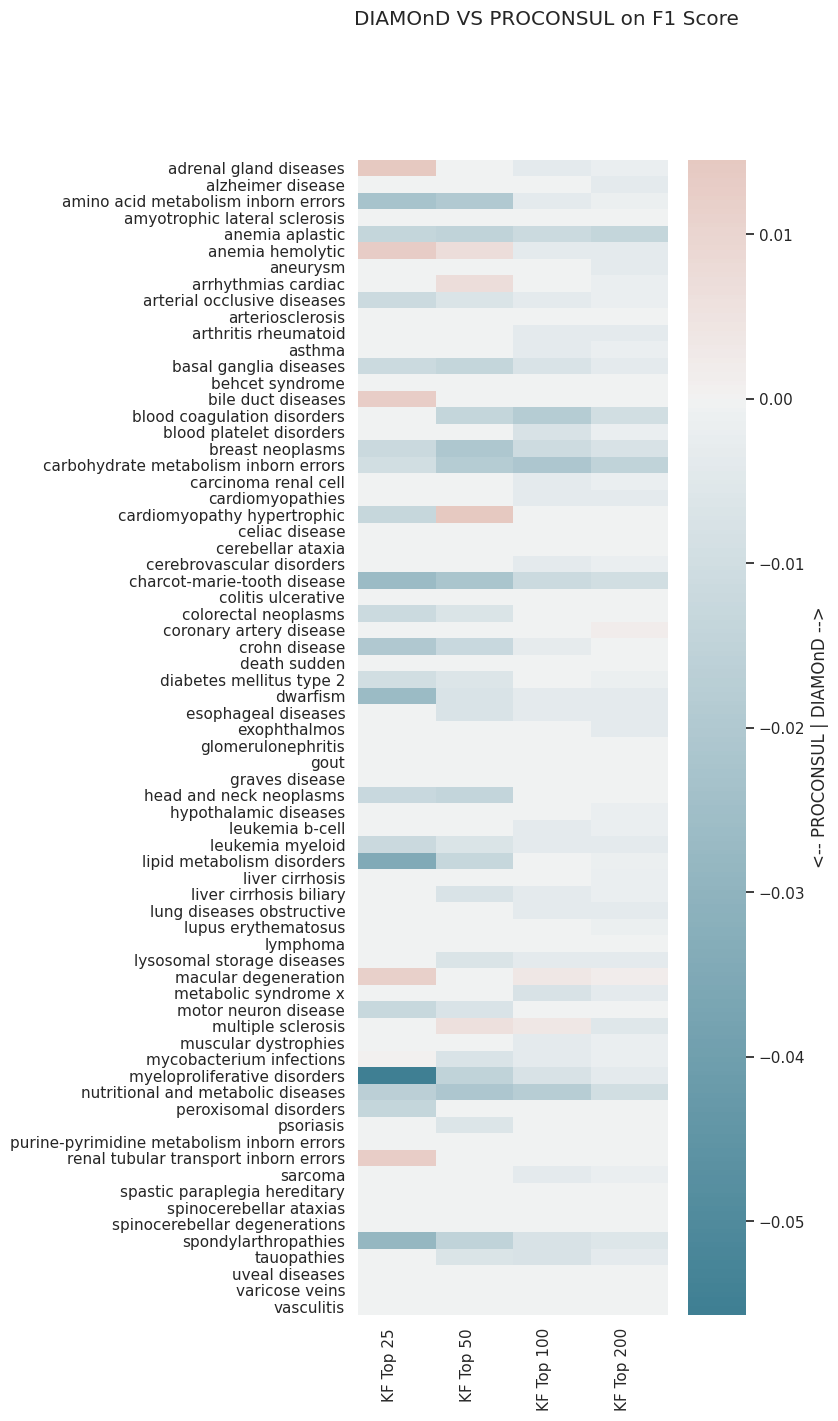 DIAMOnD VS PROCONSUL on F1 Score
adrenal gland diseases
alzheimer disease
amino acid metabolism inborn errors
amyotrophic lateral sclerosis
anemia aplastic
anemia hemolytic
aneurysm
arrhythmias cardiac
arterial occlusive diseases
arteriosclerosis
arthritis rheumatoid
asthma
basal ganglia diseases
behcet syndrome
bile duct diseases
blood coagulation disorders
blood platelet disorders
breast neoplasms
carbohydrate metabolism inborn errors
carcinoma renal cell
cardiomyopathies
cardiomyopathy hypertrophic
celiac disease
cerebellar ataxia
cerebrovascular disorders
charcot-marie-tooth disease
colitis ulcerative
colorectal neoplasms
coronary artery disease
crohn disease
death sudden
diabetes mellitus type 2
dwarfism
esophageal diseases
exophthalmos
glomerulonephritis
gout
graves disease
head and neck neoplasms
hypothalamic diseases
leukemia b-cell
leukemia myeloid
lipid metabolism disorders
liver cirrhosis
liver cirrhosis biliary
lung diseases obstructive
lupus erythematosus
lymphoma
lysosomal storage diseases
macular degeneration
metabolic syndrome x
motor neuron disease
multiple sclerosis
muscular dystrophies
mycobacterium infections
myeloproliferative disorders
nutritional and metabolic diseases
peroxisomal disorders
psoriasis
purine-pyrimidine metabolism inborn errors
renal tubular transport inborn errors
sarcoma
spastic paraplegia hereditary
spinocerebellar ataxias
spinocerebellar degenerations
spondylarthropathies
tauopathies
uveal diseases
varicose veins
vasculitis
KF Top 25
KF Top 50
KF Top 100
KF Top 200
0.01
0.00
−0.01
−0.02
−0.03
−0.04
−0.05
<-- PROCONSUL | DIAMOnD -->